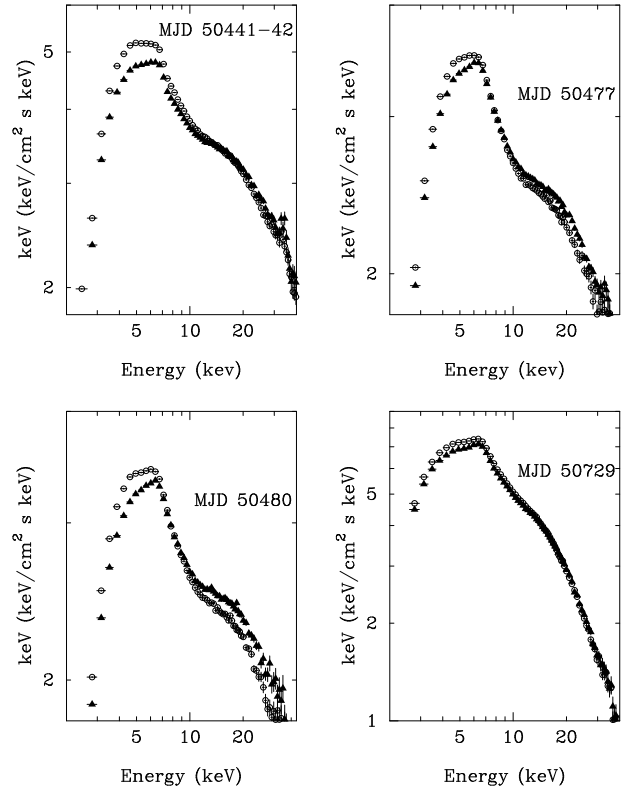 MJD 50441-42
5
2
keV (keV/cm² s keV)
5 10 20
Energy (kev)
MJD 50477
2
keV (keV/cm² s keV)
5 10 20
Energy (kev)
MJD 50480
2
keV (keV/cm² s keV)
5 10 20
Energy (keV)
MJD 50729
5
2
1
keV (keV/cm² s keV)
5 10 20
Energy (keV)